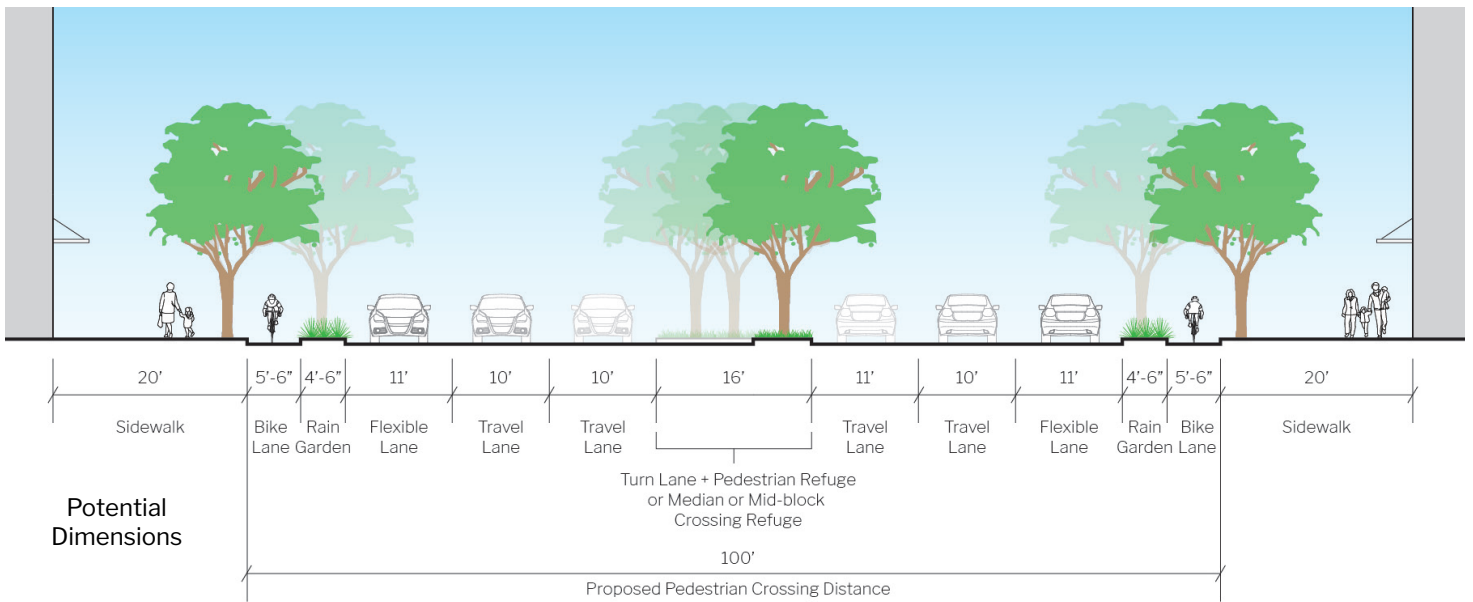 20’ 5’-6” 4’-6” 11’ 10’ 10’ 16’ 11’ 10’ 11’ 4’-6” 5’-6” 20’
Sidewalk Bike Rain Flexible Travel Travel Travel Travel Flexible Rain Bike Sidewalk
Lane Garden Lane Lane Lane Lane Lane Lane Garden Lane
Turn Lane + Pedestrian Refuge
or Median or Mid-block
Crossing Refuge
Potential
Dimensions
100’
Proposed Pedestrian Crossing Distance